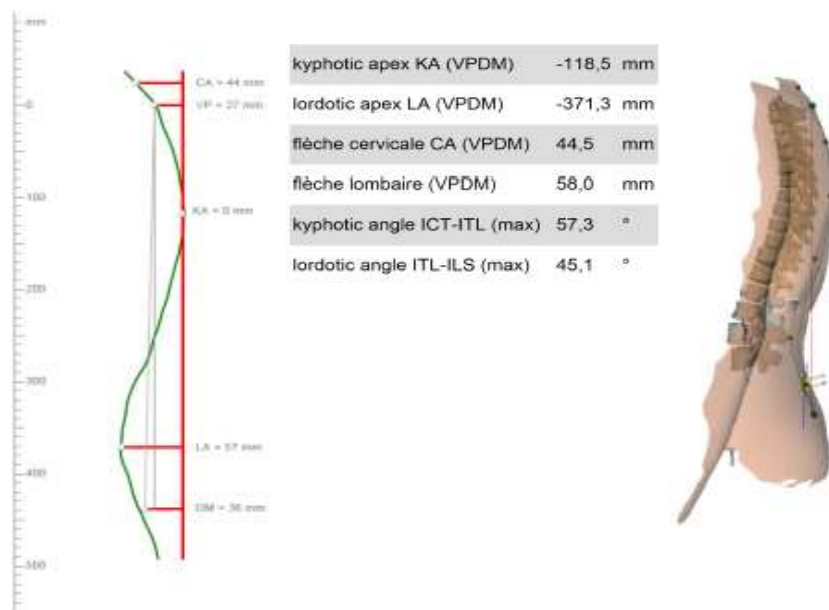 mm
CA = 44 mm
VP = 27 mm
0
100
KA = 0 mm
200
300
LA = 57 mm
400
DM = 36 mm
500
kyphotic apex KA (VPDM) -118,5 mm
lordotic apex LA (VPDM) -371,3 mm
flèche cervicale CA (VPDM) 44,5 mm
flèche lombaire (VPDM) 58,0 mm
kyphotic angle ICT-ITL (max) 57,3 °
lordotic angle ITL-ILS (max) 45,1 °